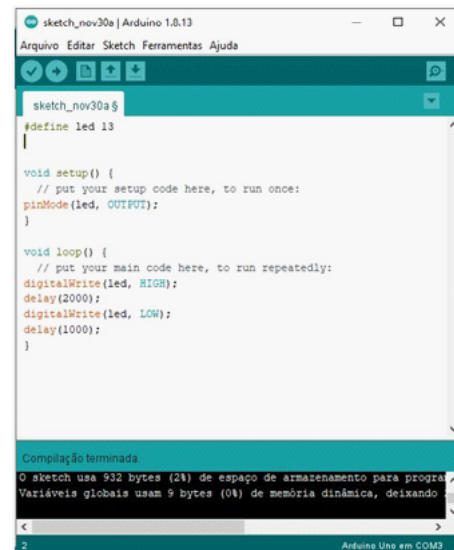 sketch_nov30a | Arduino 1.8.13
Arquivo Editar Sketch Ferramentas Ajuda
sketch_nov30a §
#define led 13
void setup() {
// put your setup code here, to run once:
pinMode(led, OUTPUT);
}
void loop() {
// put your main code here, to run repeatedly:
digitalWrite(led, HIGH);
delay(2000);
digitalWrite(led, LOW);
delay(1000);
}
Compilação terminada.
O sketch usa 932 bytes (2%) de espaço de armazenamento para
Variáveis globais usam 9 bytes (0%) de memória dinâmica, deixando
2 Arduino Uno em COM3